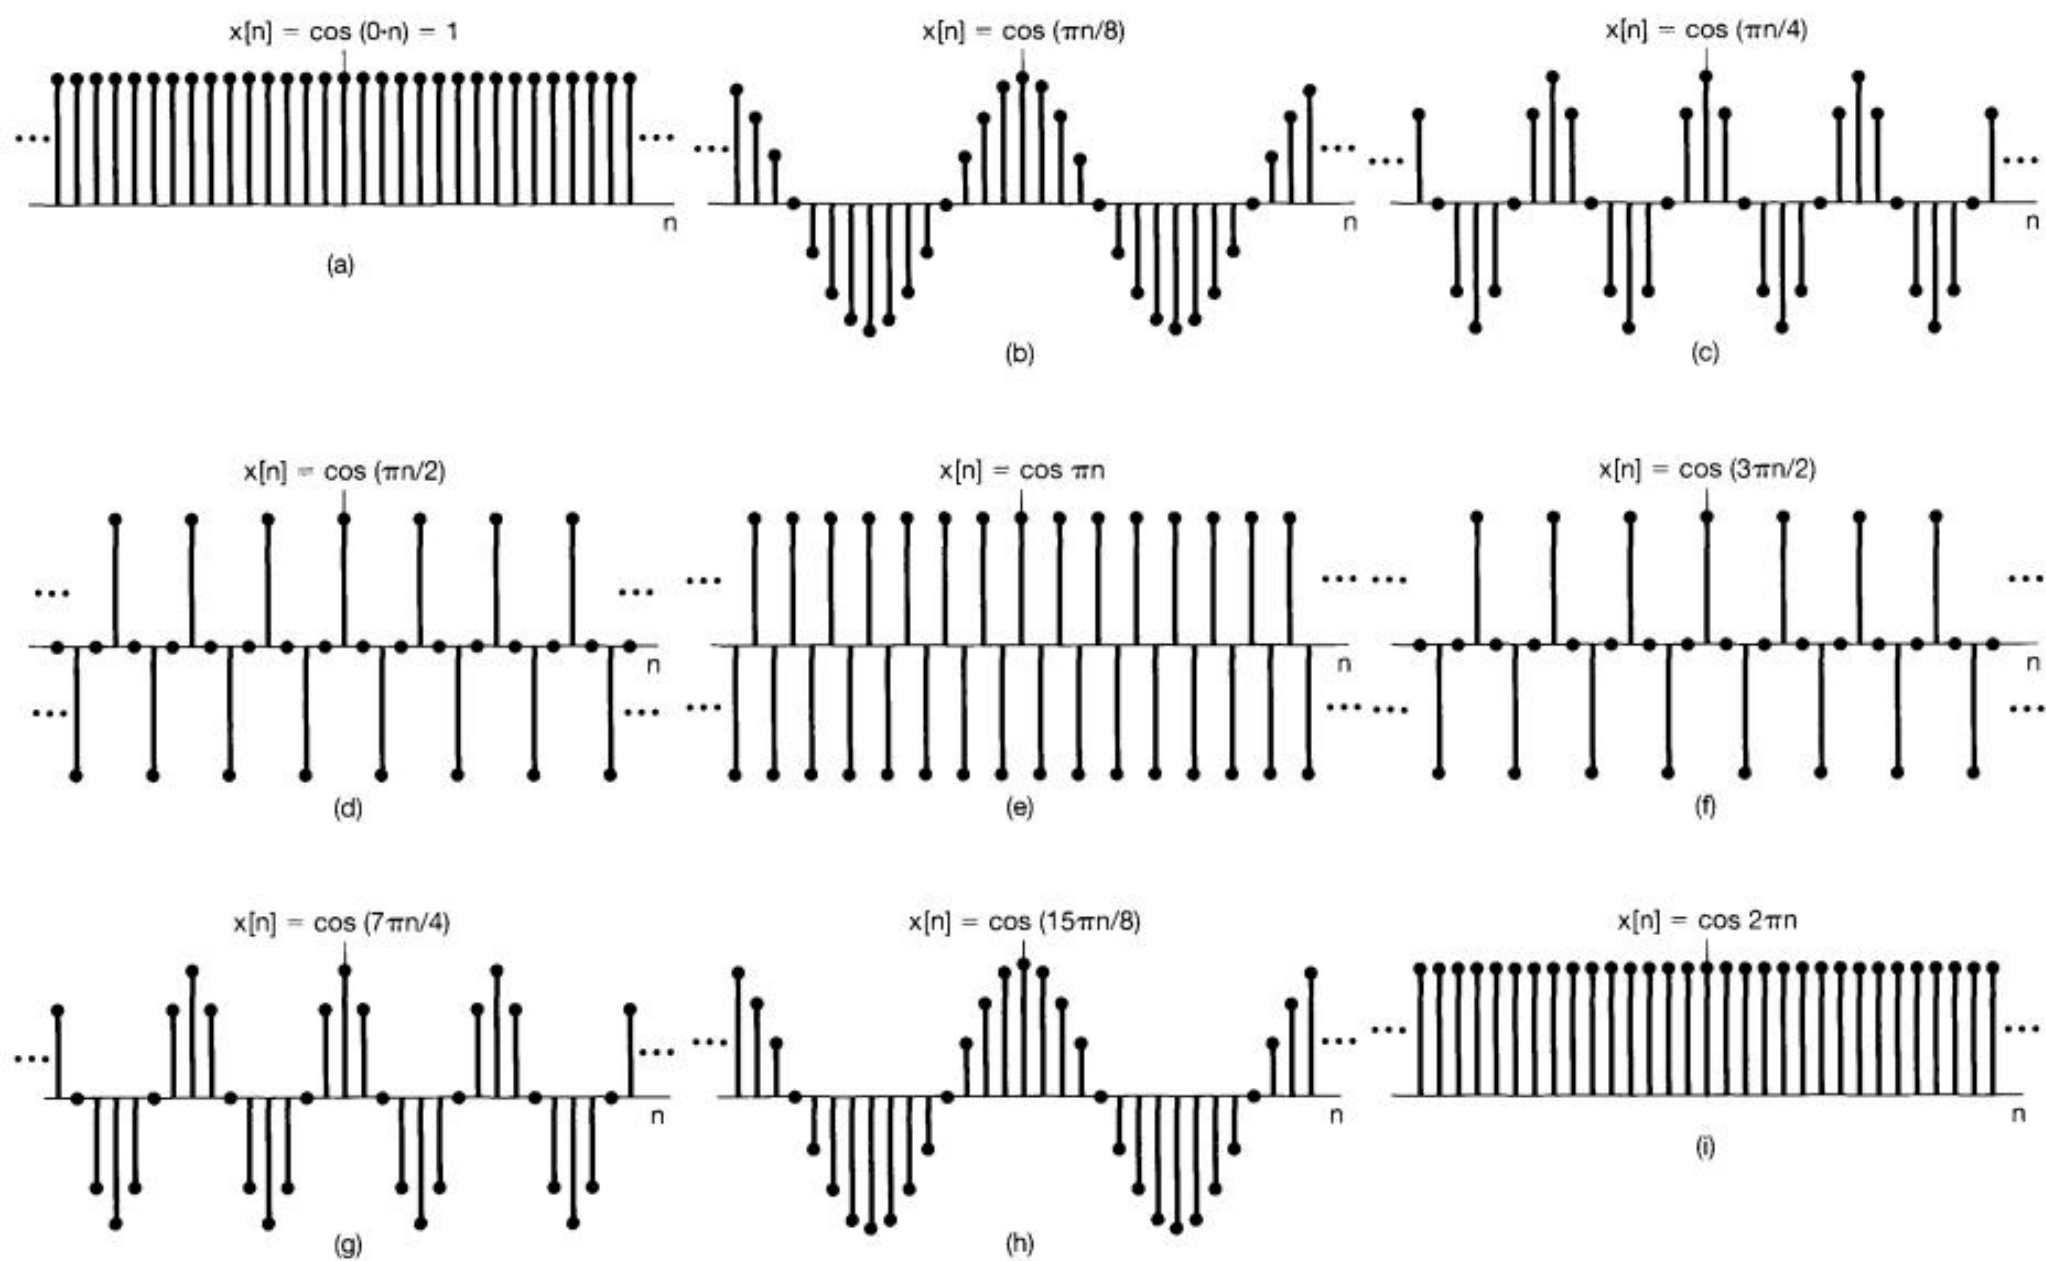 x[n] = cos (0·n) = 1
x[n] = cos (πn/8)
x[n] = cos (πn/4)
... ...
... ...
... ...
n
n
n
(a)
(b)
(c)
x[n] = cos (πn/2)
x[n] = cos πn
x[n] = cos (3πn/2)
... ...
... ...
... ...
n
n
n
... ...
... ...
... ...
(d)
(e)
(f)
x[n] = cos (7πn/4)
x[n] = cos (15πn/8)
x[n] = cos 2πn
... ...
... ...
... ...
n
n
n
(g)
(h)
(i)